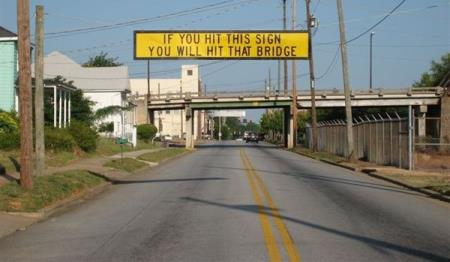 IF YOU HIT THIS SIGN
YOU WILL HIT THAT BRIDGE